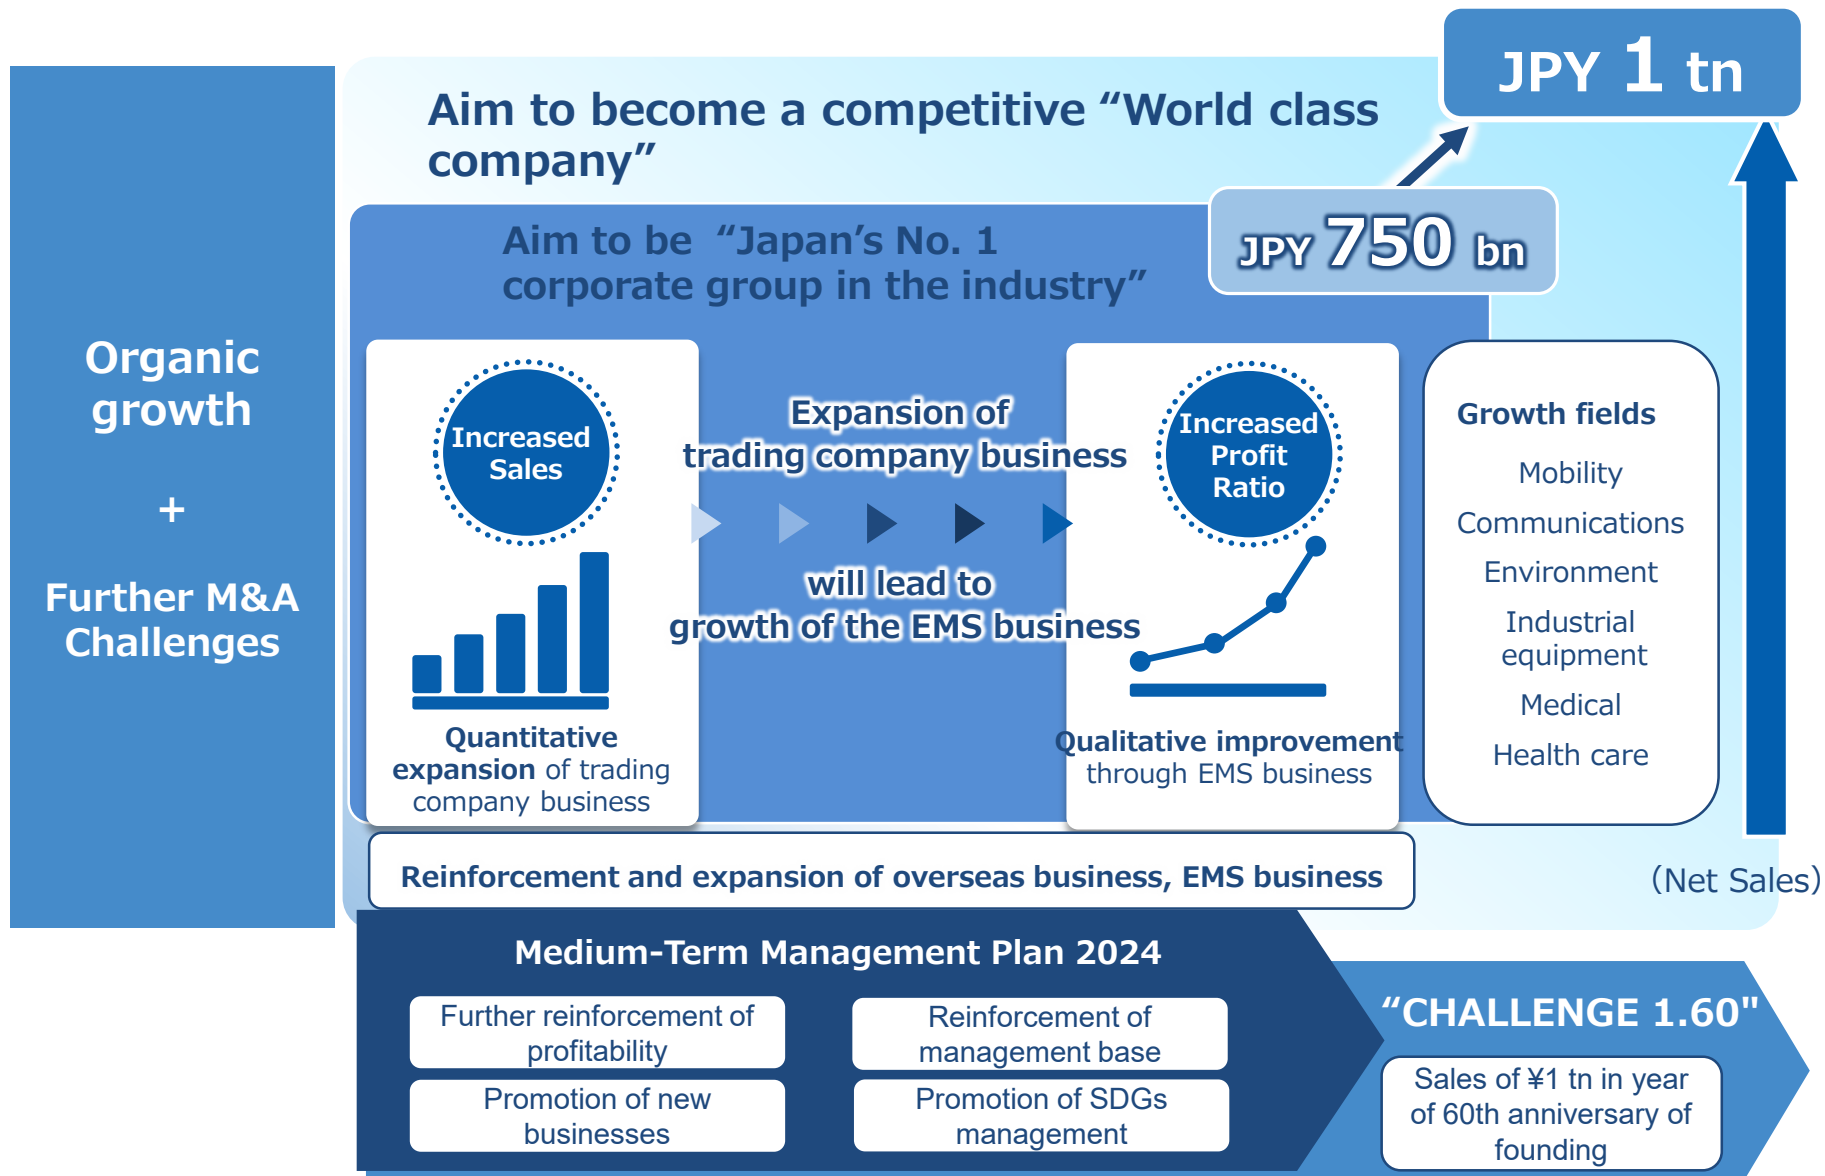 JPY 1 tn
Aim to become a competitive “World class
company”
Aim to be “Japan’s No. 1
corporate group in the industry”
JPY 750 bn
Organic
growth
+
Further M&A
Challenges
Increased
Sales
Quantitative
expansion of trading
company business
Expansion of
trading company business
will lead to
growth of the EMS business
Increased
Profit
Ratio
Qualitative improvement
through EMS business
Growth fields
Mobility
Communications
Environment
Industrial
equipment
Medical
Health care
Reinforcement and expansion of overseas business, EMS business
(Net Sales)
Medium-Term Management Plan 2024
Further reinforcement of
profitability
Reinforcement of
management base
Promotion of new
businesses
Promotion of SDGs
management
“CHALLENGE 1.60"
Sales of ¥1 tn in year
of 60th anniversary of
founding